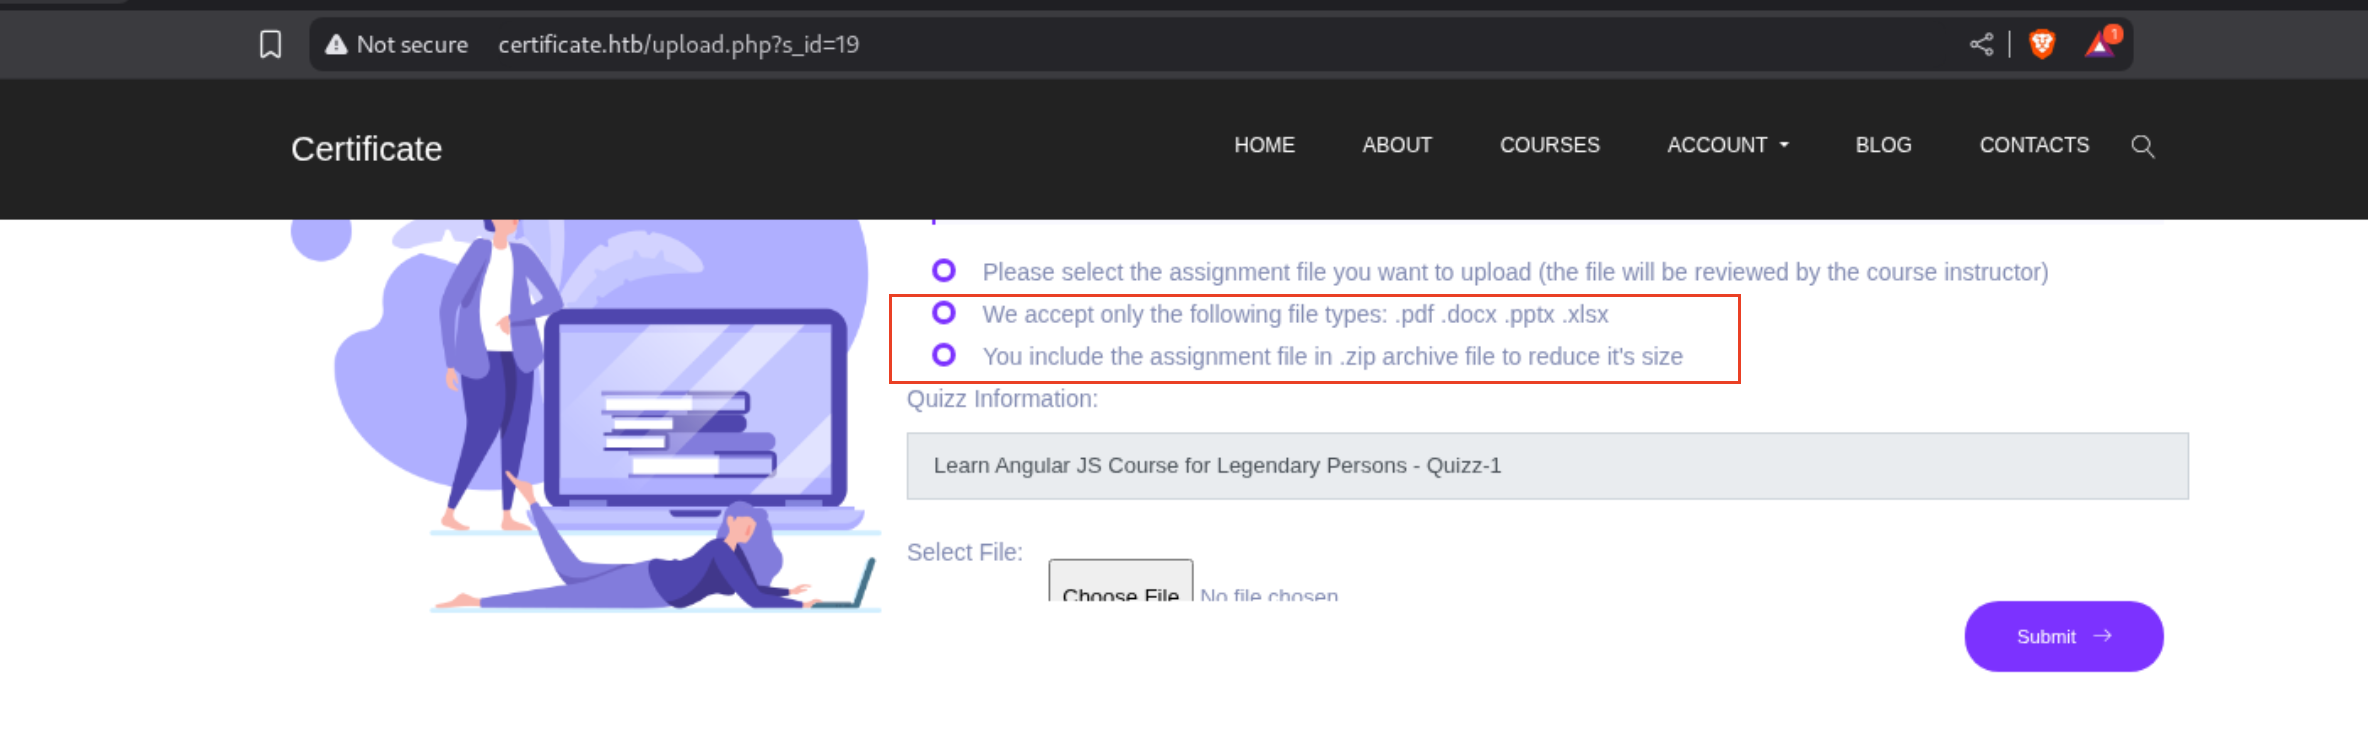 Not secure certificate.htb/upload.php?s_id=19
1
Certificate HOME ABOUT COURSES ACCOUNT BLOG CONTACTS
Please select the assignment file you want to upload (the file will be reviewed by the course instructor)
We accept only the following file types: .pdf .docx .pptx .xlsx
You include the assignment file in .zip archive file to reduce it's size
Quizz Information:
Learn Angular JS Course for Legendary Persons - Quizz-1
Select File: Choose File No file chosen
Submit